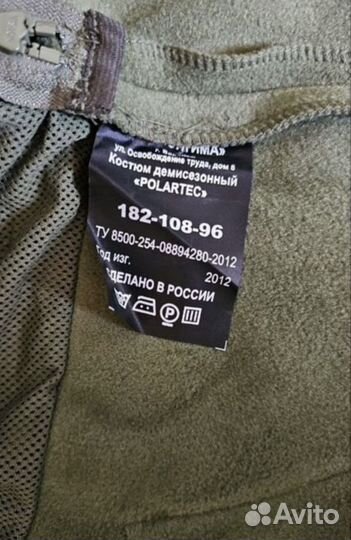 ул. Освобождение труда, дом 6
Костюм демисезонный
«POLARTEC»
182-108-96
ТУ 8500-254-08894280-2012
Год изг. 2012
СДЕЛАНО В РОССИИ
P
Avito